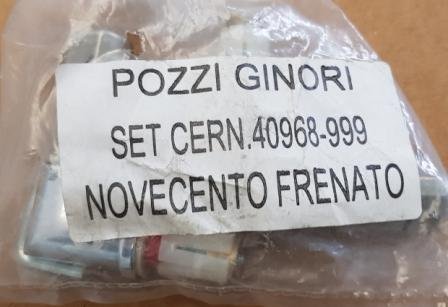 POZZI GINORI
SET CERN.40968-999
NOVECENTO FRENATO